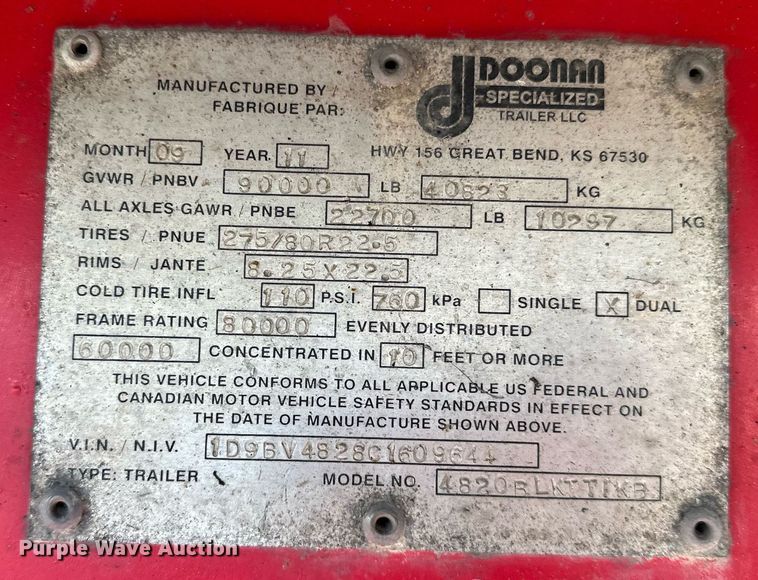 MANUFACTURED BY /
FABRIQUE PAR:
DOONAN
SPECIALIZED
TRAILER LLC
MONTH 09 YEAR 11 HWY 156 GREAT BEND, KS 67530
GVWR / PNBV 90000 LB 40823 KG
ALL AXLES GAWR / PNBE 22700 LB 10297 KG
TIRES / PNUE 275/80R22.5
RIMS / JANTE 8.25X22.5
COLD TIRE INFL 110 P.S.I. 760 kPa SINGLE X DUAL
FRAME RATING 80000 EVENLY DISTRIBUTED
60000 CONCENTRATED IN 10 FEET OR MORE
THIS VEHICLE CONFORMS TO ALL APPLICABLE US FEDERAL AND
CANADIAN MOTOR VEHICLE SAFETY STANDARDS IN EFFECT ON
THE DATE OF MANUFACTURE SHOWN ABOVE.
V.I.N. / N.I.V. 1D9BV4828C1609644
TYPE: TRAILER MODEL NO.
Purple Wave Auction